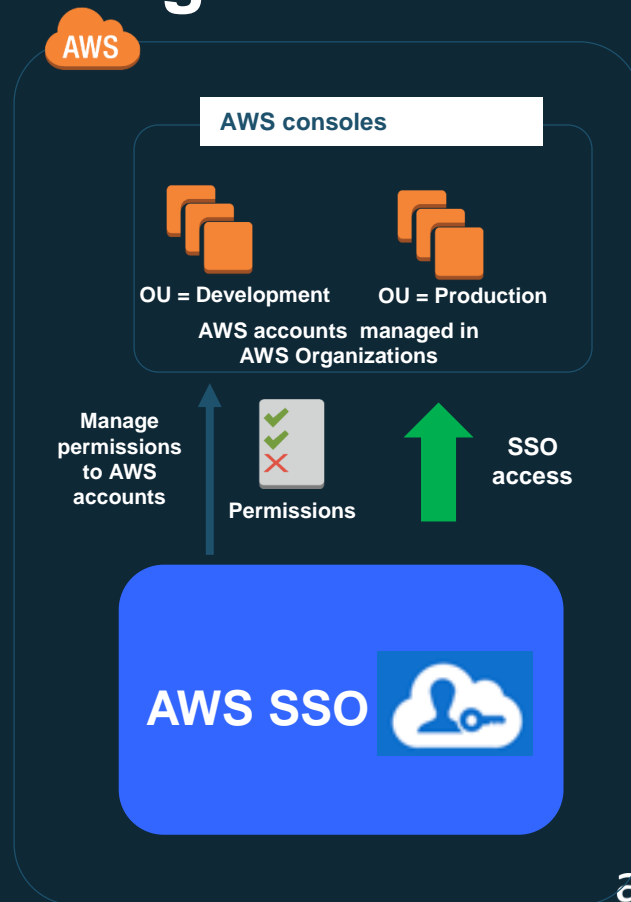 g
AWS
AWS consoles
OU = Development
OU = Production
AWS accounts managed in
AWS Organizations
Manage
permissions
to AWS
accounts
Permissions
SSO
access
AWS SSO
a